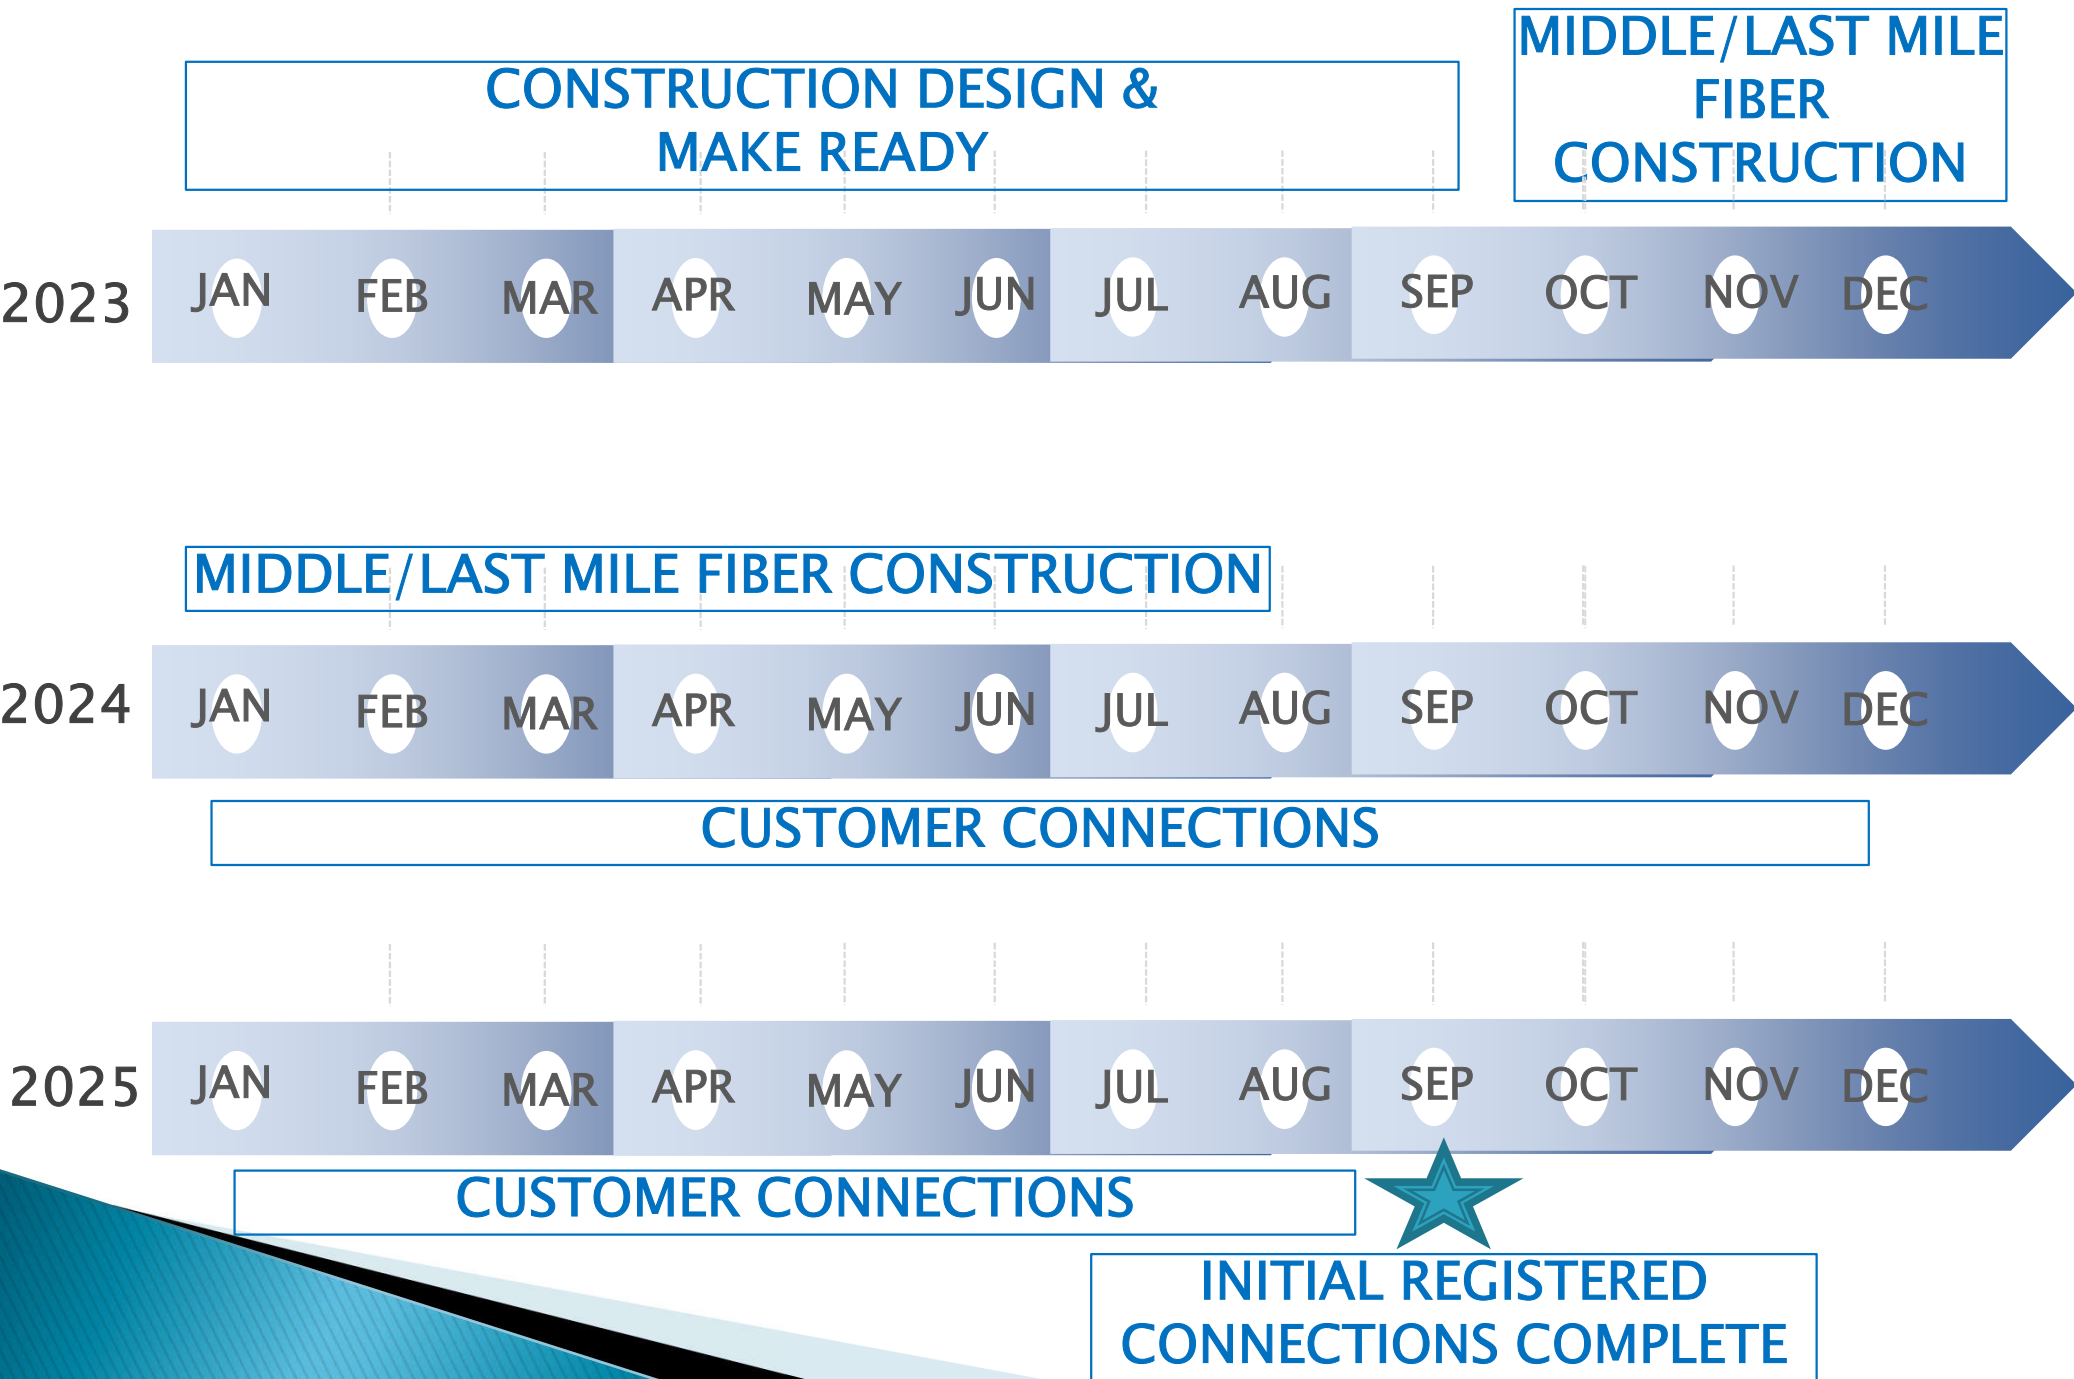 CONSTRUCTION DESIGN &
MAKE READY
MIDDLE/LAST MILE
FIBER
CONSTRUCTION
2023
JAN FEB MAR APR MAY JUN JUL AUG SEP OCT NOV DEC
MIDDLE/LAST MILE FIBER CONSTRUCTION
2024
JAN FEB MAR APR MAY JUN JUL AUG SEP OCT NOV DEC
CUSTOMER CONNECTIONS
2025
JAN FEB MAR APR MAY JUN JUL AUG SEP OCT NOV DEC
CUSTOMER CONNECTIONS
INITIAL REGISTERED
CONNECTIONS COMPLETE